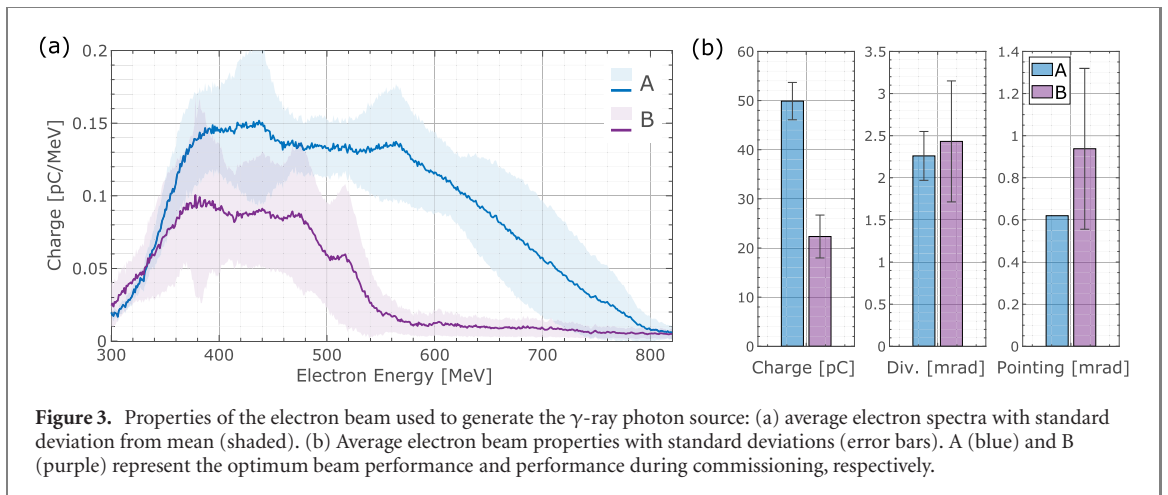 (a)
0.2
0.15
0.1
0.05
0
Charge [pC/MeV]
A
B
300 400 500 600 700 800
Electron Energy [MeV]
(b)
60
50
40
30
20
10
0
Charge [pC]
3.5
3
2.5
2
1.5
1
0.5
0
Div. [mrad]
1.4
1.2
1
0.8
0.6
0.4
0.2
0
A
B
Pointing [mrad]
Figure 3. Properties of the electron beam used to generate the γ-ray photon source: (a) average electron spectra with standard
deviation from mean (shaded). (b) Average electron beam properties with standard deviations (error bars). A (blue) and B
(purple) represent the optimum beam performance and performance during commissioning, respectively.